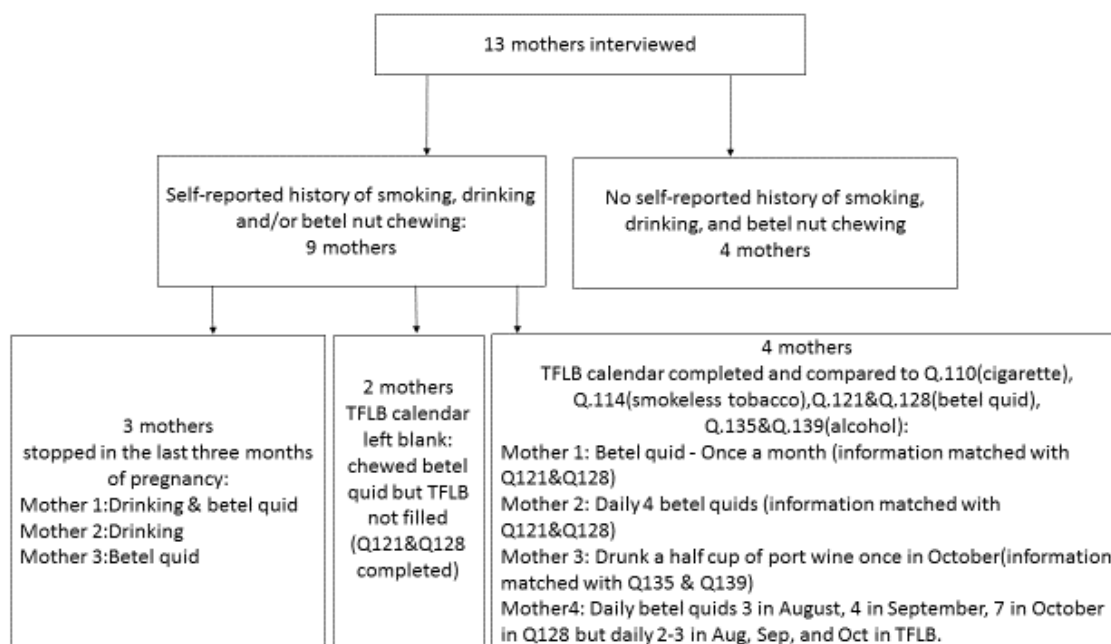 13 mothers interviewed
Self-reported history of smoking, drinking
and/or betel nut chewing:
9 mothers
No self-reported history of smoking,
drinking, and betel nut chewing
4 mothers
3 mothers
stopped in the last three months
of pregnancy:
Mother 1:Drinking & betel quid
Mother 2:Drinking
Mother 3:Betel quid
2 mothers
TFLB calendar
left blank:
chewed betel
quid but TFLB
not filled
(Q121&Q128
completed)
4 mothers
TFLB calendar completed and compared to Q.110(cigarette),
Q.114(smokeless tobacco),Q.121&Q.128(betel quid),
Q.135&Q.139(alcohol):
Mother 1: Betel quid - Once a month (information matched with
Q121&Q128)
Mother 2: Daily 4 betel quids (information matched with
Q121&Q128)
Mother 3: Drunk a half cup of port wine once in October(information
matched with Q135 & Q139)
Mother4: Daily betel quids 3 in August, 4 in September, 7 in October
in Q128 but daily 2-3 in Aug, Sep, and Oct in TFLB.